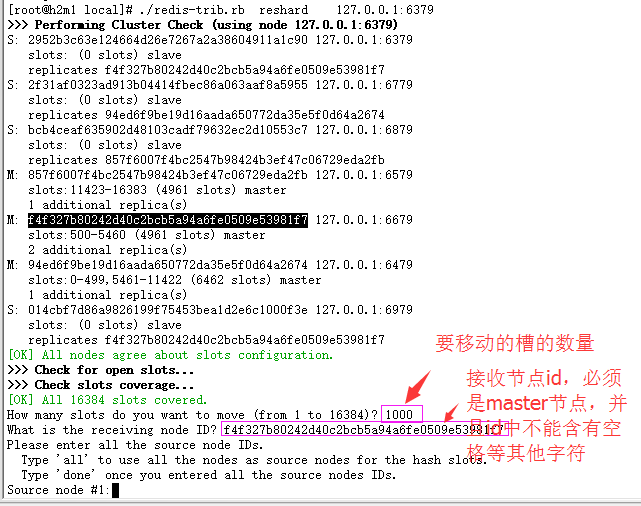 [root@h2m1 local]# ./redis-trib.rb  reshard    127.0.0.1:6379
>>> Performing Cluster Check (using node 127.0.0.1:6379)
S: 2952b3c63e124664d26e7267a2a38604911a1c90 127.0.0.1:6379
slots: (0 slots) slave
replicates f4f327b80242d40c2bcb5a94a6fe0509e53981f7
S: 2f31af0323ad913b04414fbec86a063aaf8a5955 127.0.0.1:6779
slots: (0 slots) slave
replicates 94ed6f9be19d16aada650772da35e5f0d64a2674
S: bcb4ceaf635902d48103cadf79632ec2d10553c7 127.0.0.1:6879
slots: (0 slots) slave
replicates 857f6007f4bc2547b98424b3ef47c06729eda2fb
M: 857f6007f4bc2547b98424b3ef47c06729eda2fb 127.0.0.1:6579
slots:11423-16383 (4961 slots) master
1 additional replica(s)
M: f4f327b80242d40c2bcb5a94a6fe0509e53981f7 127.0.0.1:6679
slots:500-5460 (4961 slots) master
2 additional replica(s)
M: 94ed6f9be19d16aada650772da35e5f0d64a2674 127.0.0.1:6479
slots:0-499,5461-11422 (6462 slots) master
1 additional replica(s)
S: 014cbf7d86a9826199f75453bea1d2e6c1000f3e 127.0.0.1:6979
slots: (0 slots) slave
replicates f4f327b80242d40c2bcb5a94a6fe0509e53981f7
[OK] All nodes agree about slots configuration.
>>> Check for open slots...
>>> Check slots coverage...
[OK] All 16384 slots covered.
How many slots do you want to move (from 1 to 16384)? 1000
What is the receiving node ID? f4f327b80242d40c2bcb5a94a6fe0509e53981f7
Please enter all the source node IDs.
Type 'all' to use all the nodes as source nodes for the hash slots.
Type 'done' once you entered all the source nodes IDs.
Source node #1:
要移动的槽的数量
接收节点id，必须
是master节点，并
且id中不能含有空
格等其他字符